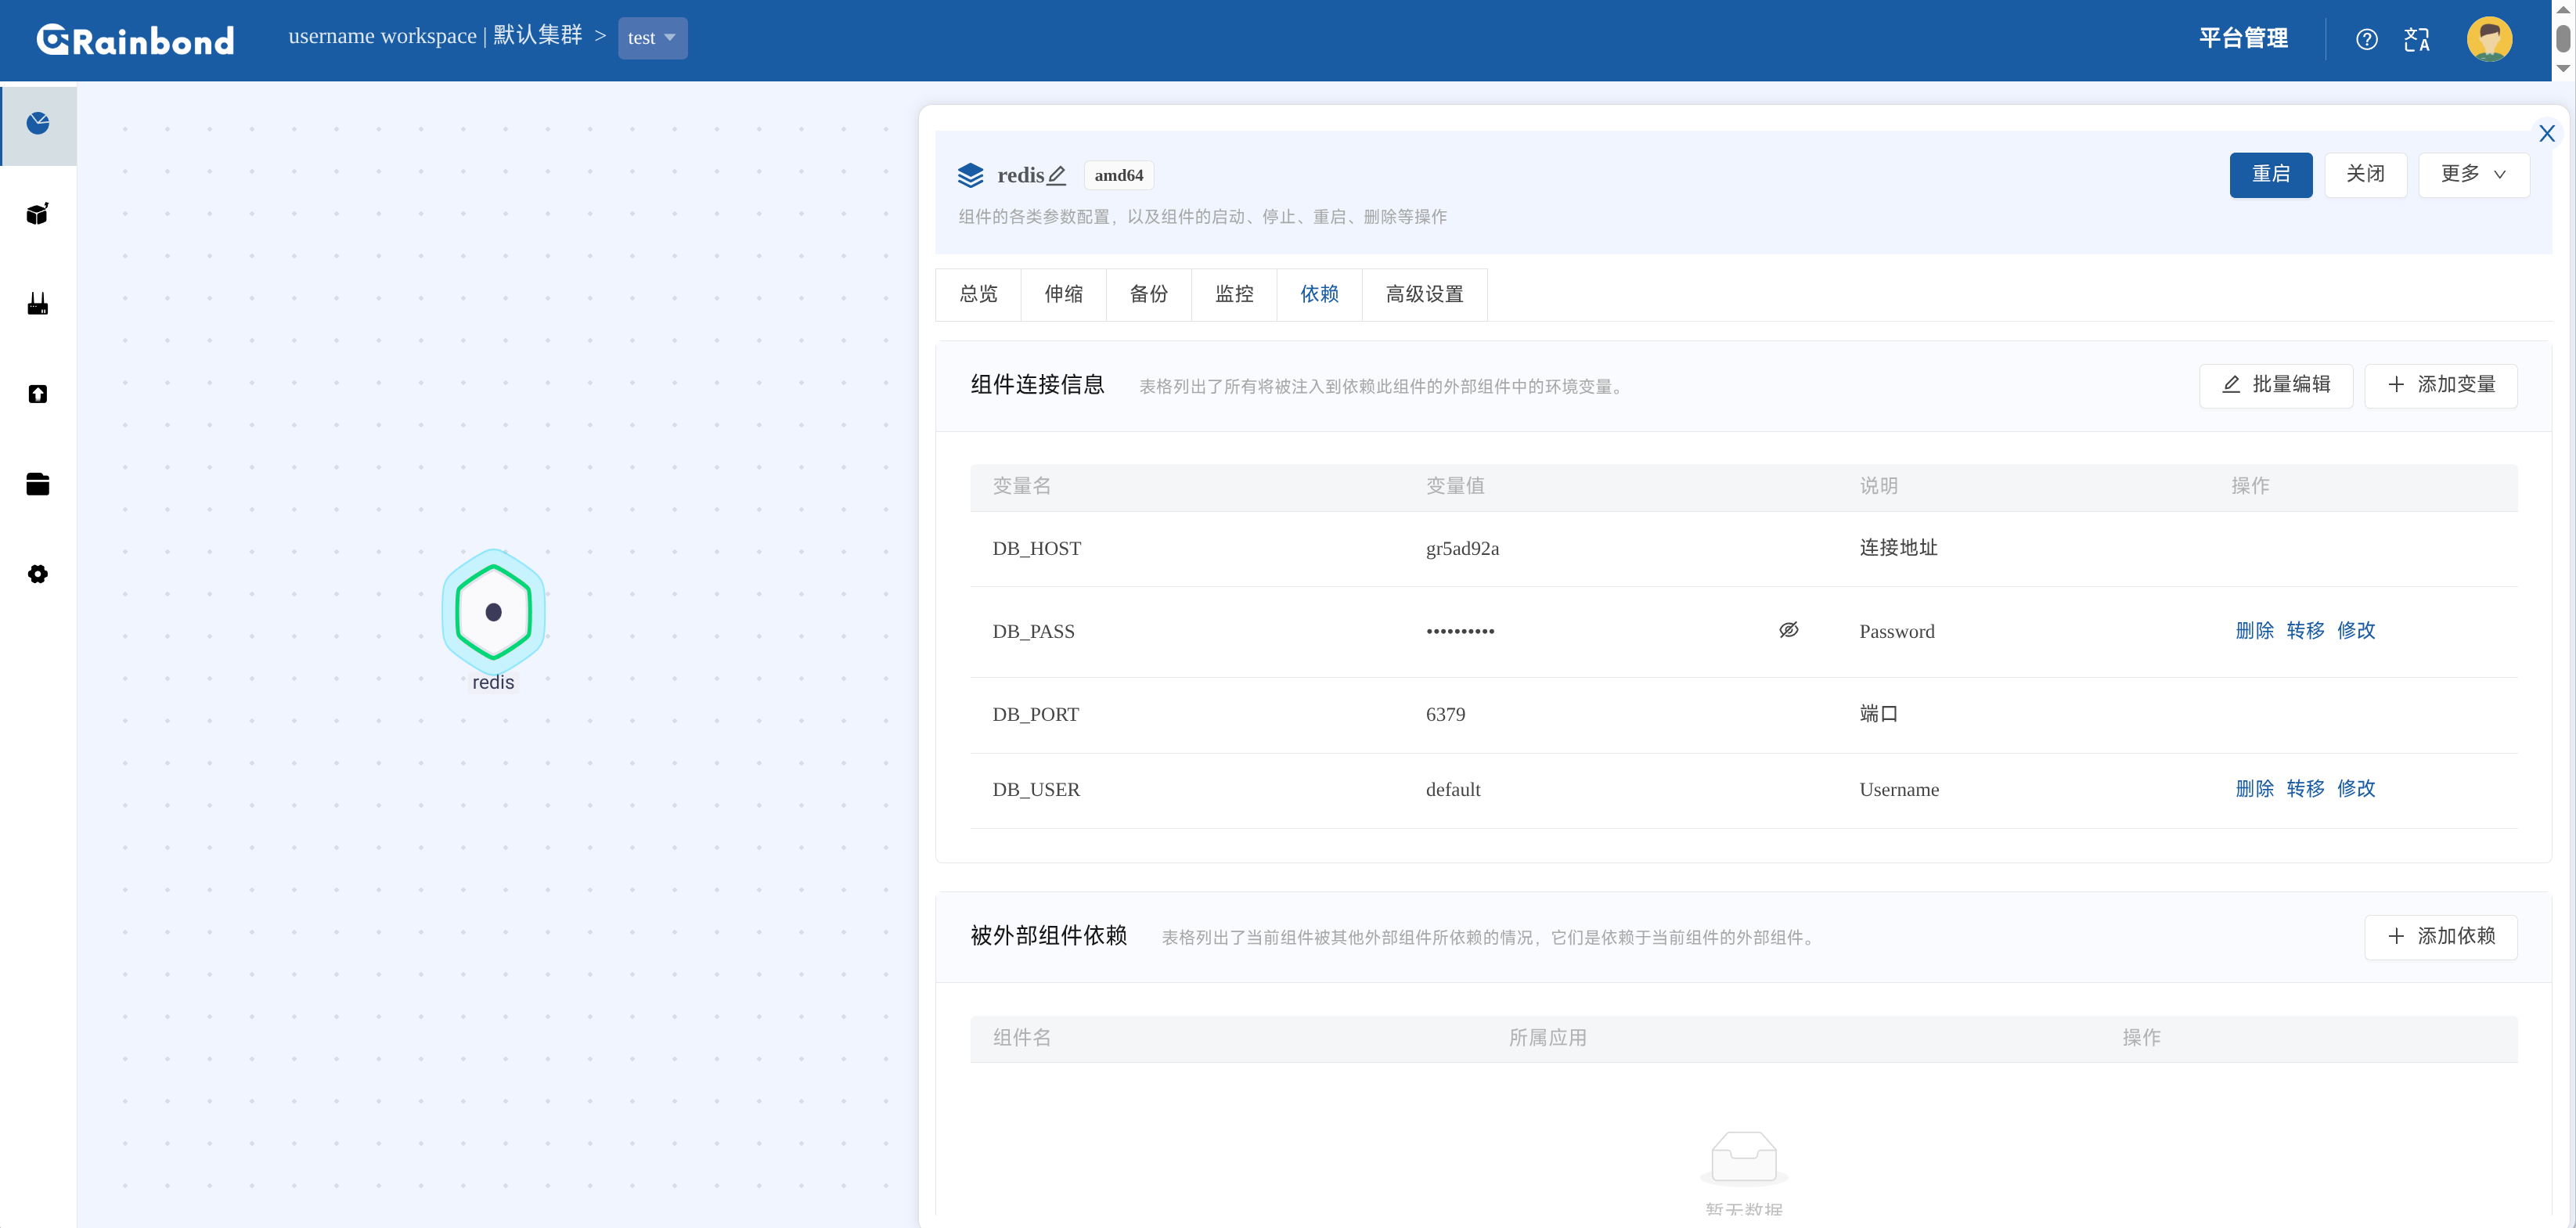 Rainbond
username workspace | 默认集群 > test
平台管理
redis amd64
重启 关闭 更多
组件的各类参数配置，以及组件的启动、停止、重启、删除等操作
总览 伸缩 备份 监控 依赖 高级设置
组件连接信息 表格列出了所有将被注入到依赖此组件的外部组件中的环境变量。 批量编辑 添加变量
变量名 变量值 说明 操作
DB_HOST gr5ad92a 连接地址
DB_PASS •••••••••• Password 删除 转移 修改
DB_PORT 6379 端口
DB_USER default Username 删除 转移 修改
redis
被外部组件依赖 表格列出了当前组件被其他外部组件所依赖的情况，它们是依赖于当前组件的外部组件。 添加依赖
组件名 所属应用 操作
暂无数据